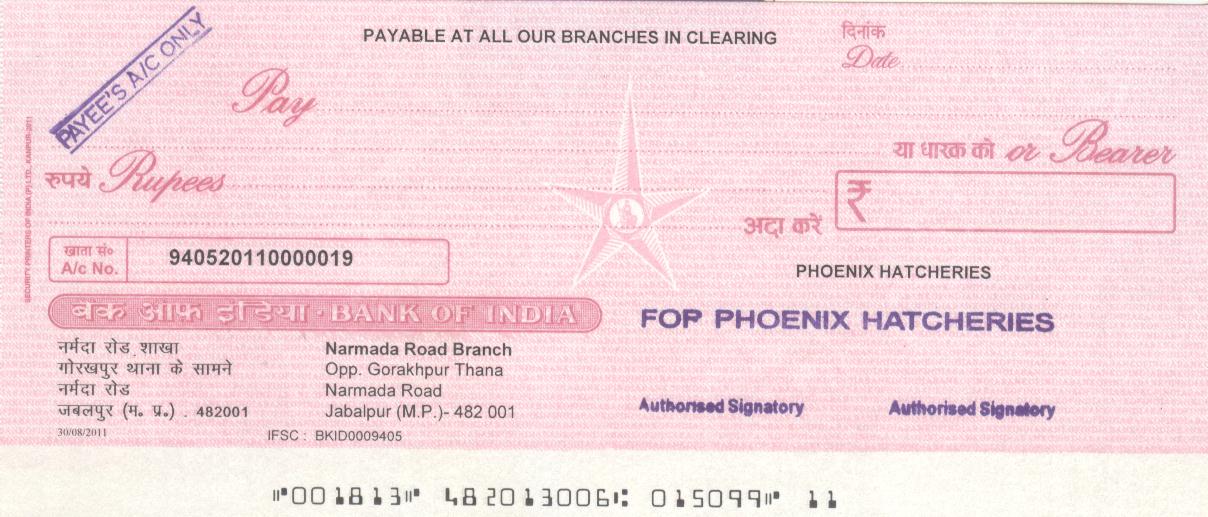 PAYABLE AT ALL OUR BRANCHES IN CLEARING
दिनांक
Date
PAYEE'S A/C ONLY
Pay
या धारक को or Bearer
रुपये Rupees
अदा करें ₹
खाता सं०
A/c No. 940520110000019
PHOENIX HATCHERIES
बैंक ऑफ इंडिया · BANK OF INDIA
FOP PHOENIX HATCHERIES
नर्मदा रोड शाखा
गोरखपुर थाना के सामने
नर्मदा रोड
जबलपुर (म. प्र.) . 482001
30/08/2011
Narmada Road Branch
Opp. Gorakhpur Thana
Narmada Road
Jabalpur (M.P.)- 482 001
IFSC : BKID0009405
Authorised Signatory
Authorised Signatory
SECURITY PRINTERS OF INDIA (P) LTD., KANPUR-2011
⑈001813⑈ 482013006⑆ 015099⑈ 11